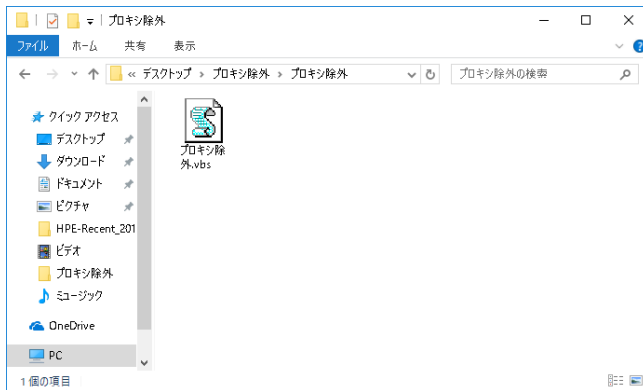 プロキシ除外
ファイル ホーム 共有 表示
« デスクトップ › プロキシ除外 › プロキシ除外
プロキシ除外の検索
クイック アクセス
デスクトップ
ダウンロード
ドキュメント
ピクチャ
HPE-Recent_201
ビデオ
プロキシ除外
ミュージック
OneDrive
PC
プロキシ除
外.vbs
1 個の項目